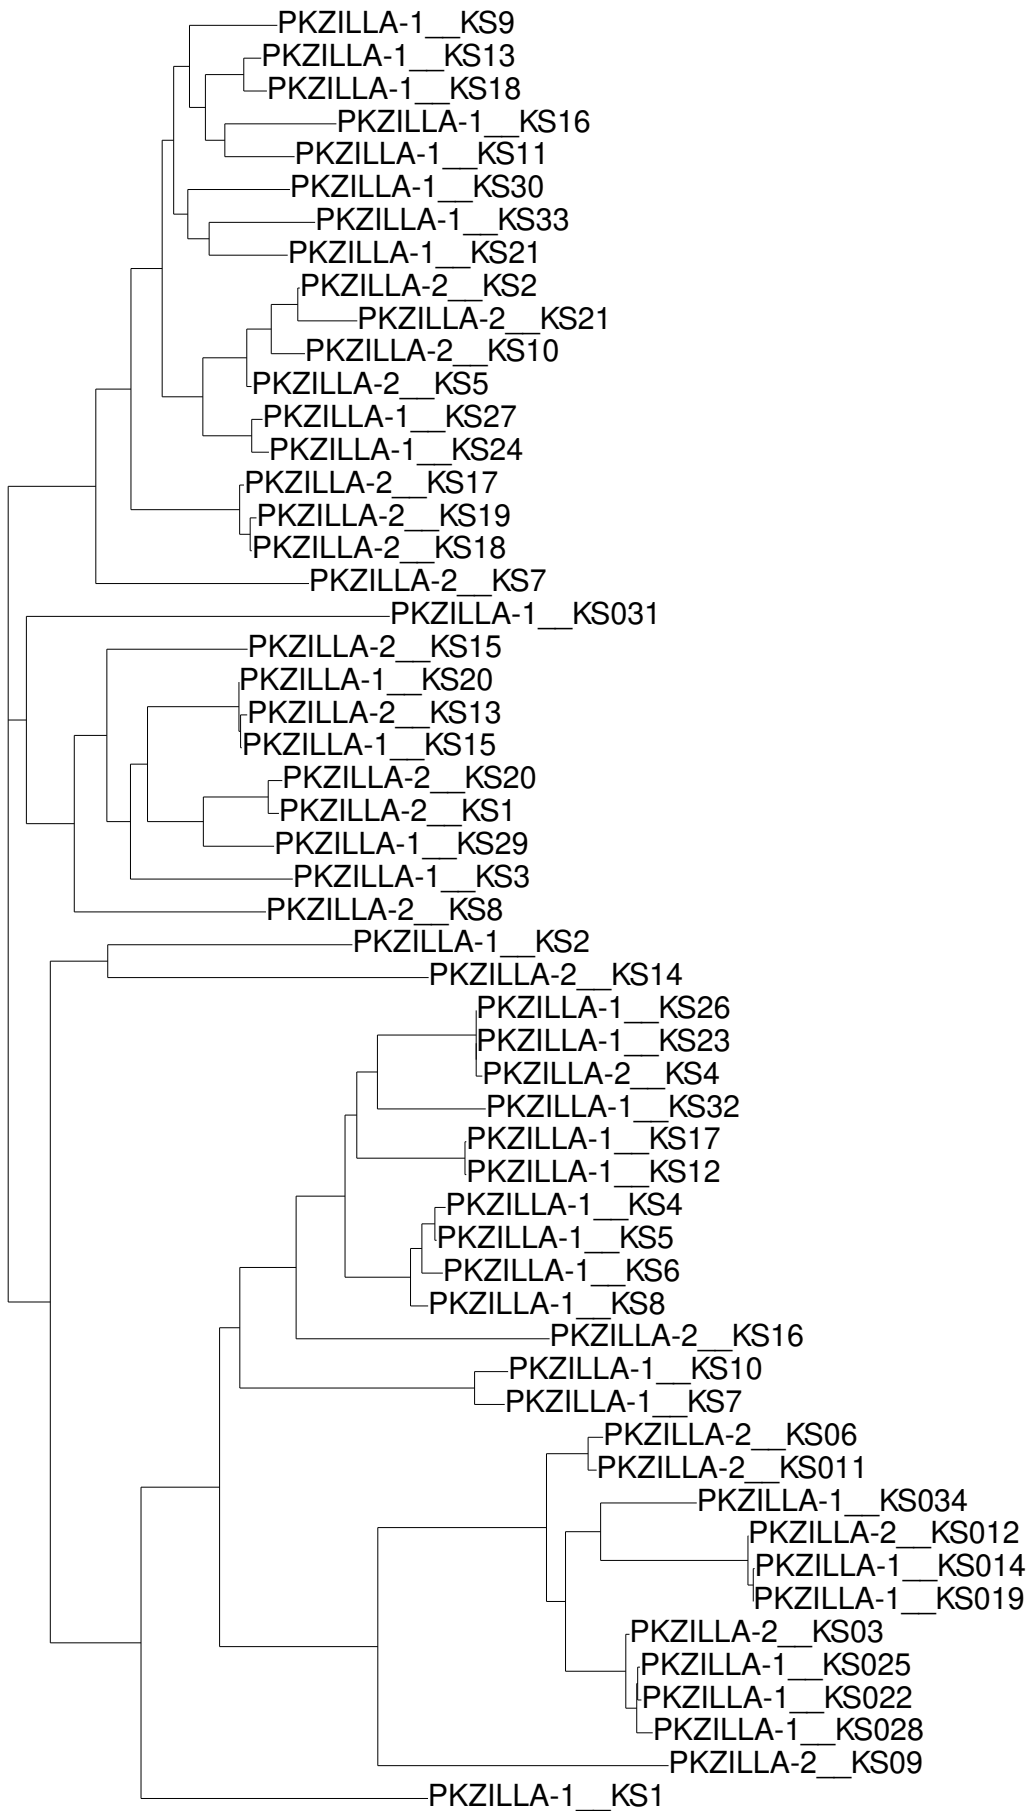 PKZILLA-1__KS9
PKZILLA-1__KS13
PKZILLA-1__KS18
PKZILLA-1__KS16
PKZILLA-1__KS11
PKZILLA-1__KS30
PKZILLA-1__KS33
PKZILLA-1__KS21
PKZILLA-2__KS2
PKZILLA-2__KS21
PKZILLA-2__KS10
PKZILLA-2__KS5
PKZILLA-1__KS27
PKZILLA-1__KS24
PKZILLA-2__KS17
PKZILLA-2__KS19
PKZILLA-2__KS18
PKZILLA-2__KS7
PKZILLA-1__KS031
PKZILLA-2__KS15
PKZILLA-1__KS20
PKZILLA-2__KS13
PKZILLA-1__KS15
PKZILLA-2__KS20
PKZILLA-2__KS1
PKZILLA-1__KS29
PKZILLA-1__KS3
PKZILLA-2__KS8
PKZILLA-1__KS2
PKZILLA-2__KS14
PKZILLA-1__KS26
PKZILLA-1__KS23
PKZILLA-2__KS4
PKZILLA-1__KS32
PKZILLA-1__KS17
PKZILLA-1__KS12
PKZILLA-1__KS4
PKZILLA-1__KS5
PKZILLA-1__KS6
PKZILLA-1__KS8
PKZILLA-2__KS16
PKZILLA-1__KS10
PKZILLA-1__KS7
PKZILLA-2__KS06
PKZILLA-2__KS011
PKZILLA-1__KS034
PKZILLA-2__KS012
PKZILLA-1__KS014
PKZILLA-1__KS019
PKZILLA-2__KS03
PKZILLA-1__KS025
PKZILLA-1__KS022
PKZILLA-1__KS028
PKZILLA-2__KS09
PKZILLA-1__KS1